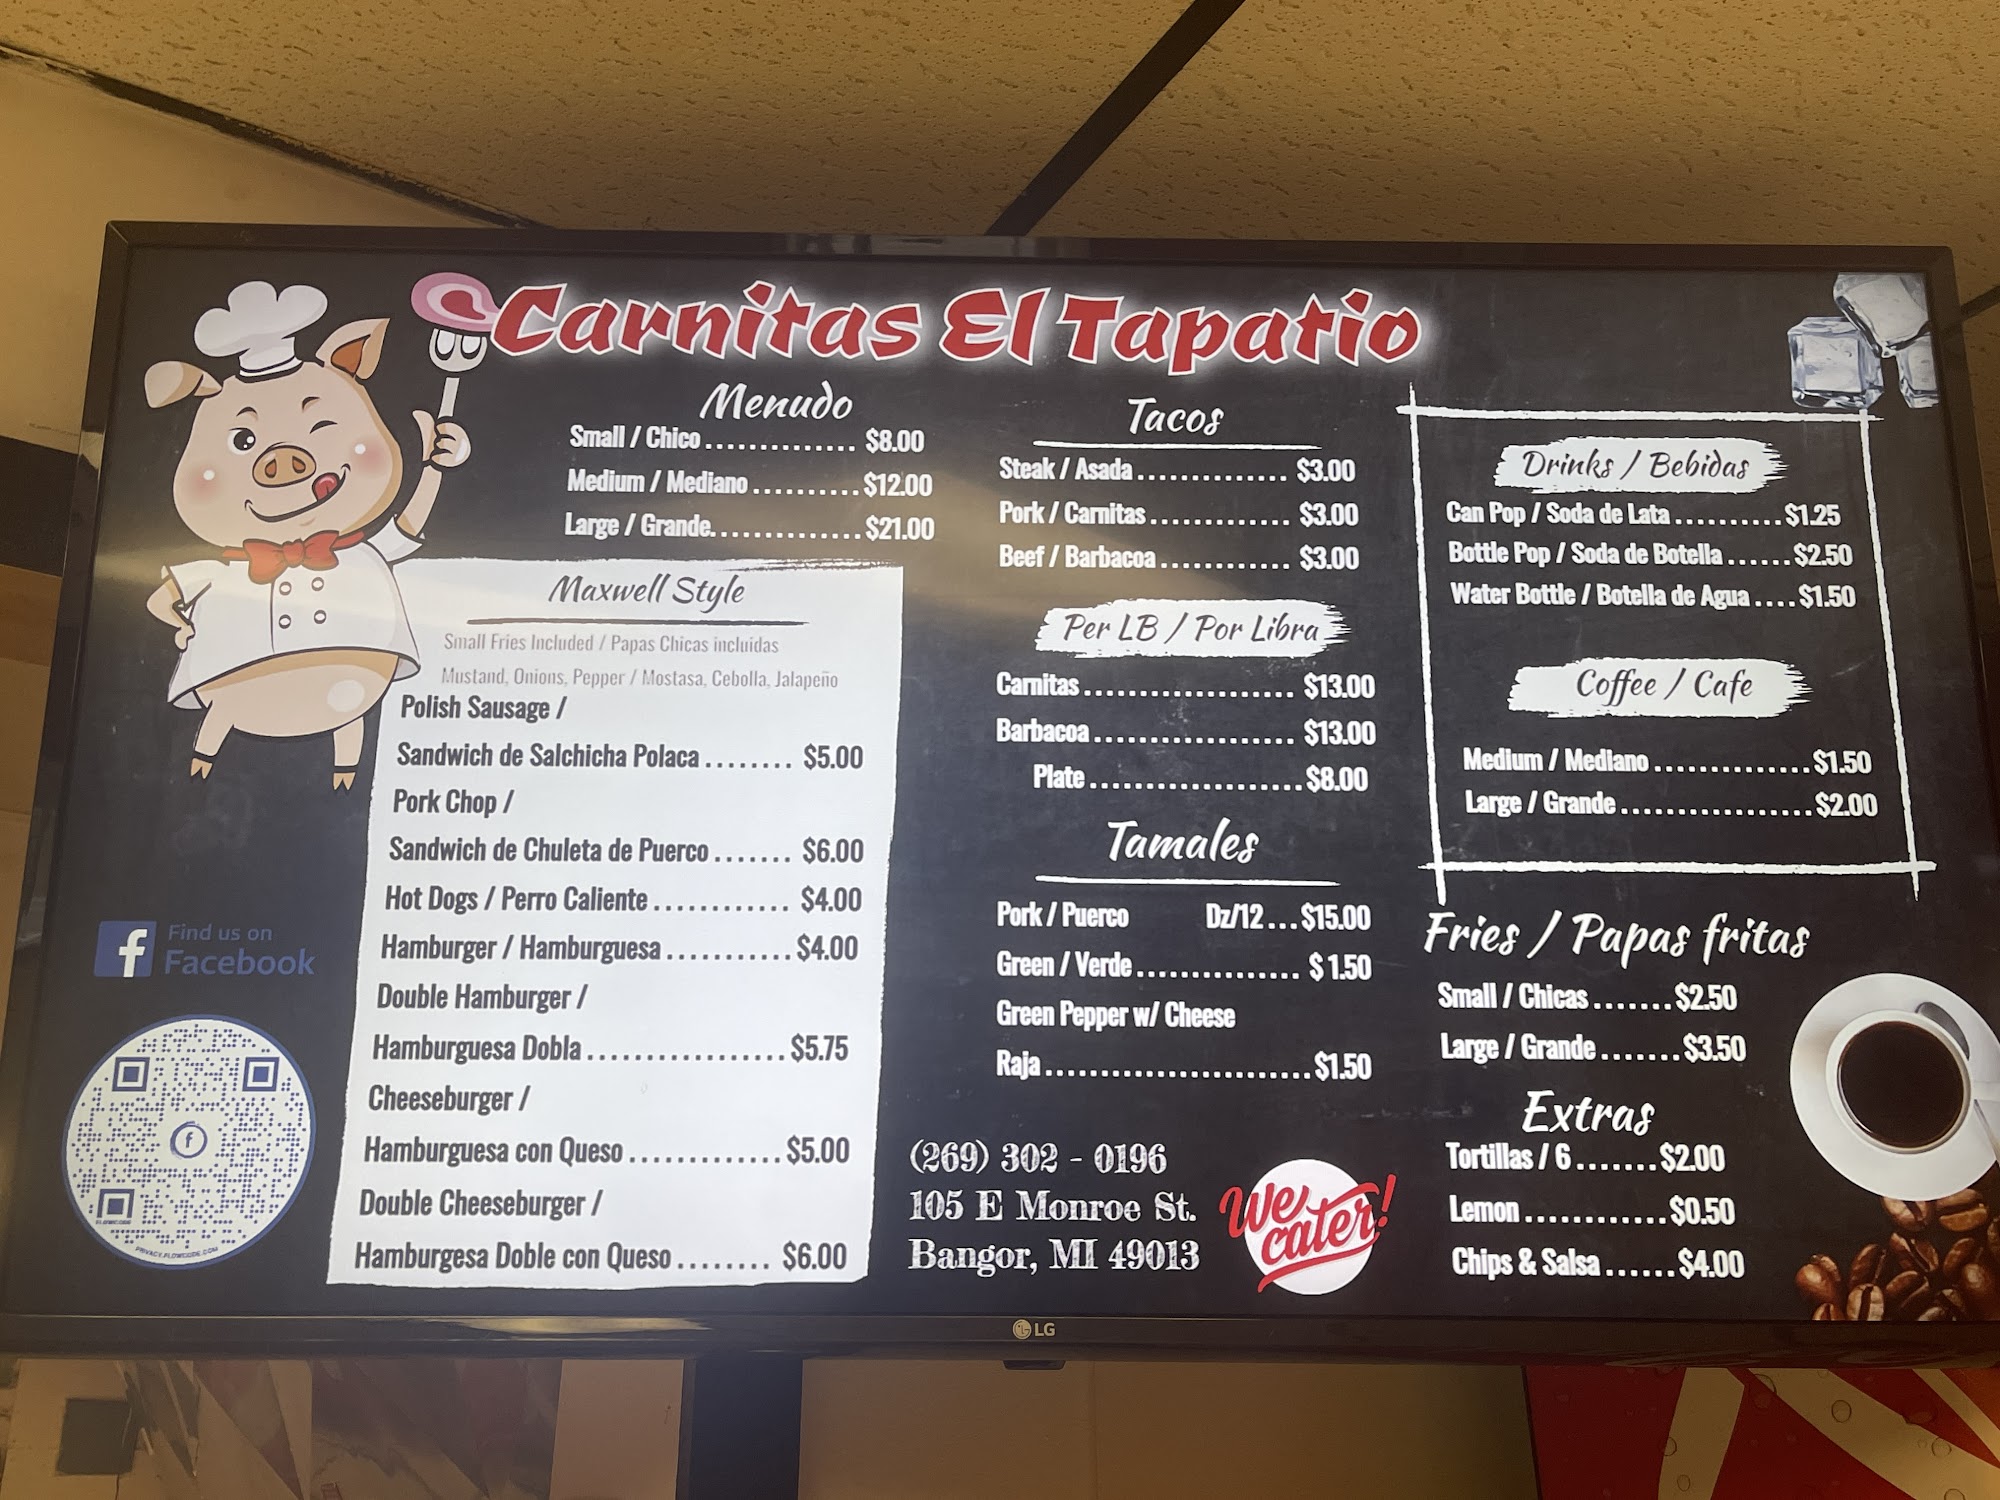 Carnitas El Tapatio
Menudo
Small / Chico ............. $8.00
Medium / Mediano .......... $12.00
Large / Grande.............. $21.00
Maxwell Style
Small Fries Included / Papas Chicas incluidas
Mustand, Onions, Pepper / Mostasa, Cebolla, Jalapeño
Polish Sausage /
Sandwich de Salchicha Polaca ........ $5.00
Pork Chop /
Sandwich de Chuleta de Puerco ....... $6.00
Hot Dogs / Perro Caliente ............ $4.00
Hamburger / Hamburguesa ........... $4.00
Double Hamburger /
Hamburguesa Dobla ................. $5.75
Cheeseburger /
Hamburguesa con Queso ............. $5.00
Double Cheeseburger /
Hamburgesa Doble con Queso ........ $6.00
Find us on
Facebook
FLOWCODE
PRIVACY.FLOWCODE.COM
Tacos
Steak / Asada ............. $3.00
Pork / Carnitas ............ $3.00
Beef / Barbacoa ........... $3.00
Per LB / Por Libra
Carnitas .................. $13.00
Barbacoa ................. $13.00
Plate ................... $8.00
Tamales
Pork / Puerco Dz/12 ... $15.00
Green / Verde .............. $1.50
Green Pepper w/ Cheese
Raja ....................... $1.50
(269) 302 - 0196
105 E Monroe St.
Bangor, MI 49013
We
cater!
Drinks / Bebidas
Can Pop / Soda de Lata .......... $1.25
Bottle Pop / Soda de Botella ...... $2.50
Water Bottle / Botella de Agua .... $1.50
Coffee / Cafe
Medium / Mediano .............. $1.50
Large / Grande ................. $2.00
Fries / Papas fritas
Small / Chicas ....... $2.50
Large / Grande ....... $3.50
Extras
Tortillas / 6 ....... $2.00
Lemon ............ $0.50
Chips & Salsa ...... $4.00
LG